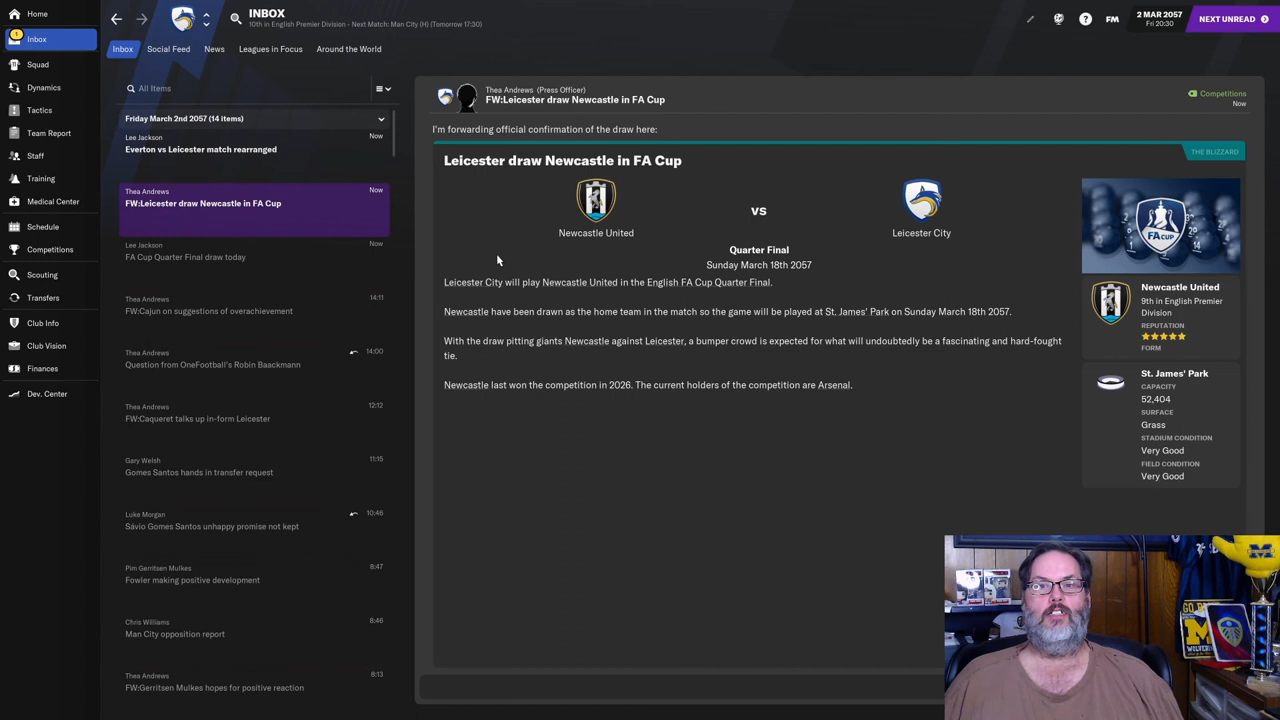 Home
Inbox
Squad
Dynamics
Tactics
Team Report
Staff
Training
Medical Center
Schedule
Competitions
Scouting
Transfers
Club Info
Club Vision
Finances
Dev. Center
INBOX
10th in English Premier Division - Next Match: Man City (H) (Tomorrow 17:30)
FM
2 MAR 2057
Fri 20:30
NEXT UNREAD
Inbox
Social Feed
News
Leagues in Focus
Around the World
All Items
Friday March 2nd 2057 (14 items)
Lee Jackson
Now
Everton vs Leicester match rearranged
Thea Andrews
Now
FW:Leicester draw Newcastle in FA Cup
Lee Jackson
Now
FA Cup Quarter Final draw today
Thea Andrews
14:11
FW:Cajun on suggestions of overachievement
Thea Andrews
14:00
Question from OneFootball's Robin Baackmann
Thea Andrews
12:12
FW:Caqueret talks up in-form Leicester
Gary Welsh
11:15
Gomes Santos hands in transfer request
Luke Morgan
10:46
Sávio Gomes Santos unhappy promise not kept
Pim Gerritsen Mulkes
8:47
Fowler making positive development
Chris Williams
8:46
Man City opposition report
Thea Andrews
8:13
FW:Gerritsen Mulkes hopes for positive reaction
Thea Andrews (Press Officer)
FW:Leicester draw Newcastle in FA Cup
Competitions
Now
I'm forwarding official confirmation of the draw here:
THE BLIZZARD
Leicester draw Newcastle in FA Cup
Newcastle United
VS
Leicester City
Quarter Final
Sunday March 18th 2057
Leicester City will play Newcastle United in the English FA Cup Quarter Final.
Newcastle have been drawn as the home team in the match so the game will be played at St. James' Park on Sunday March 18th 2057.
With the draw pitting giants Newcastle against Leicester, a bumper crowd is expected for what will undoubtedly be a fascinating and hard-fought
tie.
Newcastle last won the competition in 2026. The current holders of the competition are Arsenal.
FA CUP
Newcastle United
9th in English Premier
Division
REPUTATION
FORM
St. James' Park
CAPACITY
52,404
SURFACE
Grass
STADIUM CONDITION
Very Good
FIELD CONDITION
Very Good
GO BLUE
M
WOLVERINES